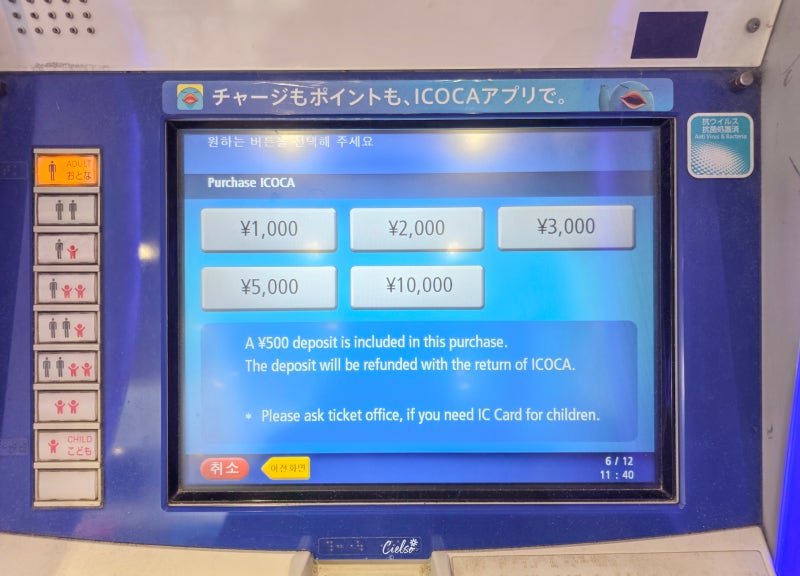 チャージもポイントも、ICOCAアプリで。
抗ウイルス
抗菌処理済
Anti Virus & Bacteria
원하는 버튼을 선택해 주세요
ADULT
おとな
Purchase ICOCA
¥1,000
¥2,000
¥3,000
¥5,000
¥10,000
A ¥500 deposit is included in this purchase.
The deposit will be refunded with the return of ICOCA.
* Please ask ticket office, if you need IC Card for children.
CHILD
こども
취소
이전화면
6 / 12
11 : 40
Cielso